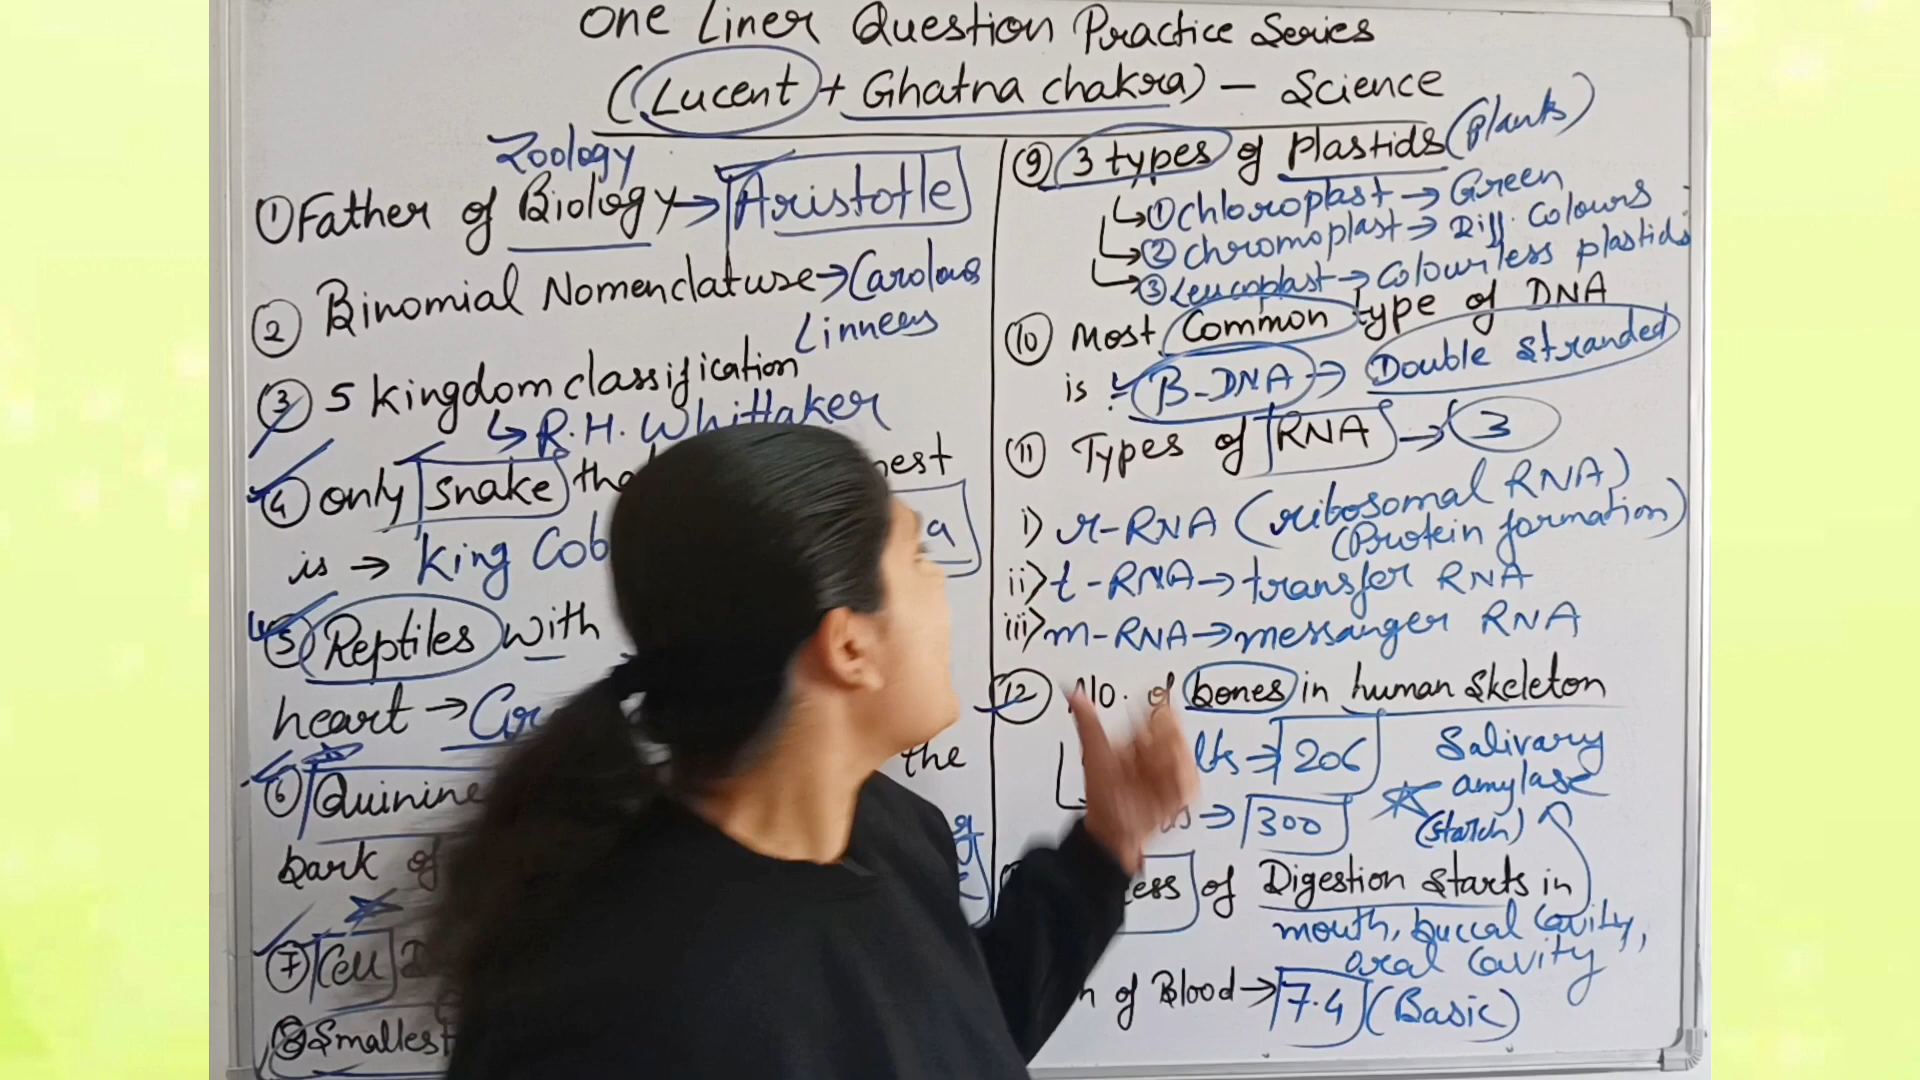 One Liner Question Practice Series
(Lucent + Ghatna chakra) - Science
Zoology
① Father of Biology → Aristotle
② Binomial Nomenclature → Carolous
Linneus
③ 5 kingdom classification
↳ R.H. Whittaker
④ only snake nest
is → King
⑤ Reptiles with
heart →
⑥ Quinine the
bark of
⑦ Cell
⑧ Smallest
⑨ 3 types of plastids (plants)
↳ ① chloroplast → Green
↳ ② chromoplast → Diff. colours
↳ ③ Leucoplast → colourless plastids
⑩ Most Common type of DNA
is :- B-DNA → Double stranded
⑪ Types of RNA → 3
i) r-RNA (ribosomal RNA)
(Protein formation)
ii) t-RNA → transfer RNA
iii) m-RNA → messanger RNA
⑫ No. of bones in human skeleton
→ 206
→ 300
Salivary
amylase
(starch)
of Digestion starts in
mouth, buccal cavity,
oral cavity
of Blood → 7.4 (Basic)